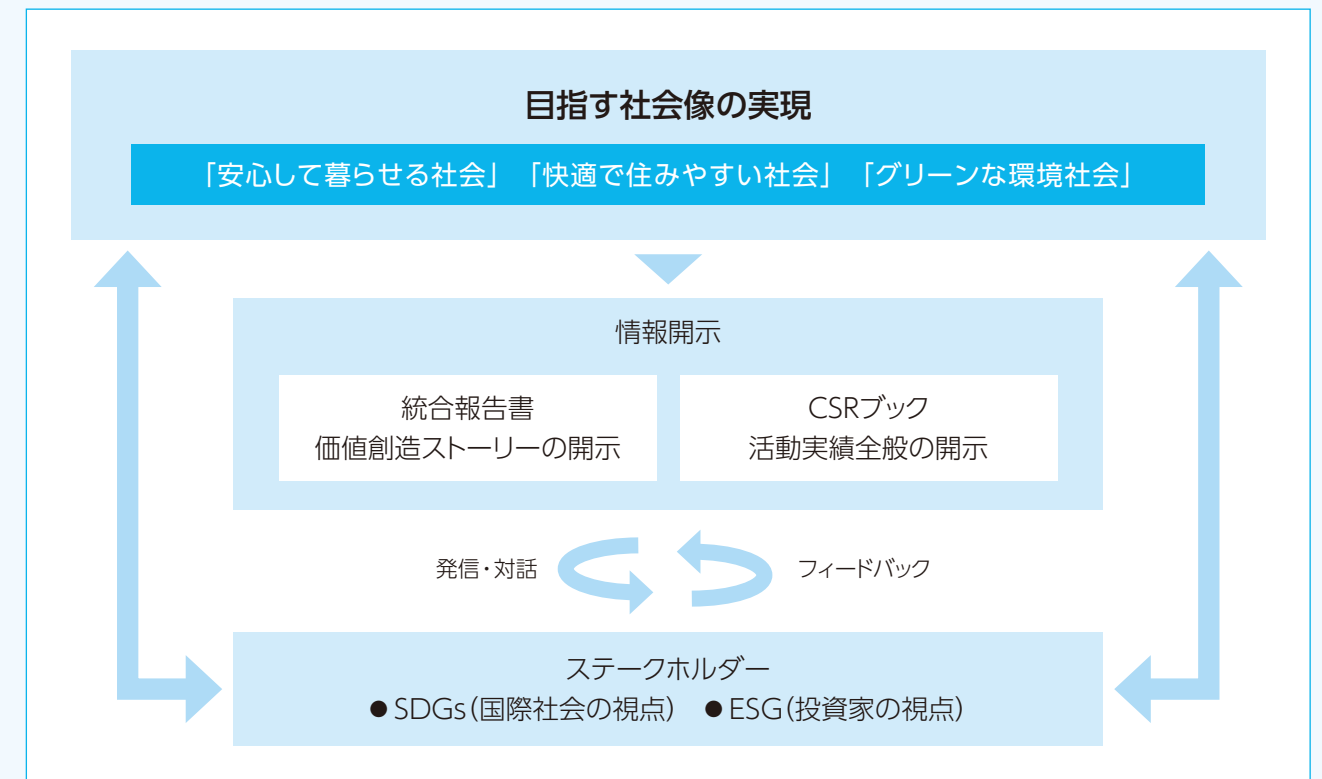 目指す社会像の実現
「安心して暮らせる社会」「快適で住みやすい社会」「グリーンな環境社会」
情報開示
統合報告書
価値創造ストーリーの開示
CSRブック
活動実績全般の開示
発信・対話
フィードバック
ステークホルダー
●SDGs(国際社会の視点) ●ESG(投資家の視点)